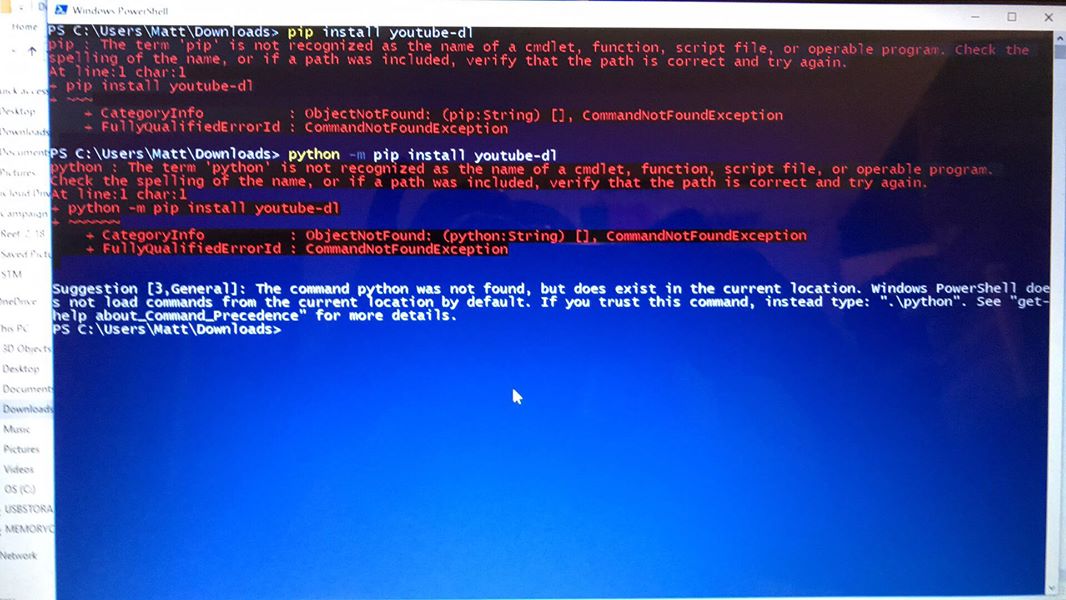 Windows PowerShell
PS C:\Users\Matt\Downloads> pip install youtube-dl
pip : The term 'pip' is not recognized as the name of a cmdlet, function, script file, or operable program. Check the
spelling of the name, or if a path was included, verify that the path is correct and try again.
At line:1 char:1
+ pip install youtube-dl
+ ~~~
+ CategoryInfo : ObjectNotFound: (pip:String) [], CommandNotFoundException
+ FullyQualifiedErrorId : CommandNotFoundException
PS C:\Users\Matt\Downloads> python -m pip install youtube-dl
python : The term 'python' is not recognized as the name of a cmdlet, function, script file, or operable program.
Check the spelling of the name, or if a path was included, verify that the path is correct and try again.
At line:1 char:1
+ python -m pip install youtube-dl
+ ~~~~~~
+ CategoryInfo : ObjectNotFound: (python:String) [], CommandNotFoundException
+ FullyQualifiedErrorId : CommandNotFoundException
Suggestion [3,General]: The command python was not found, but does exist in the current location. Windows PowerShell doe
s not load commands from the current location by default. If you trust this command, instead type: ".\python". See "get-
help about_Command_Precedence" for more details.
PS C:\Users\Matt\Downloads>
Home
uick access
Desktop
Downloads
Document
Pictures
cloud Driv
ampaign
Reef 2 18
Saved Pictu
STM
OneDrive
his PC
3D Objects
Desktop
Documents
Downloads
Music
Pictures
Videos
OS (C:)
USBSTORA
MEMORYC
Network